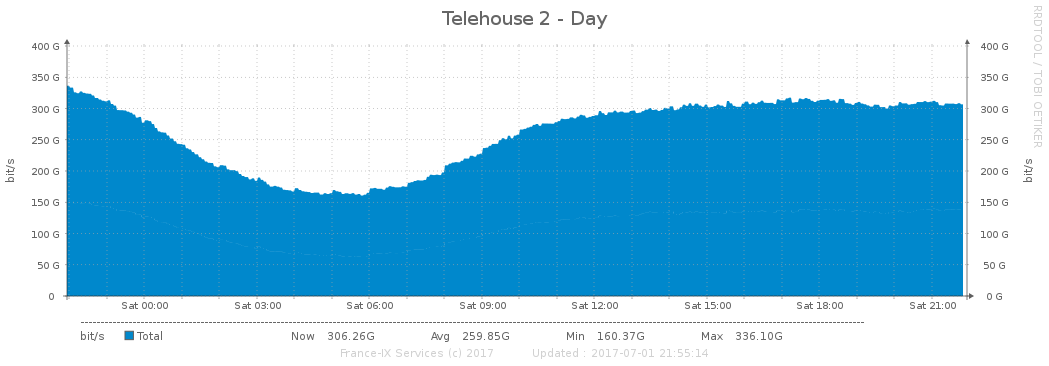 Telehouse 2 - Day
RRDTOOL / TOBI OETIKER
bit/s
400 G 400 G
350 G 350 G
300 G 300 G
250 G 250 G
200 G 200 G
150 G 150 G
100 G 100 G
50 G 50 G
0 0 G
bit/s
Sat 00:00 Sat 03:00 Sat 06:00 Sat 09:00 Sat 12:00 Sat 15:00 Sat 18:00 Sat 21:00
bit/s Total Now 306.26G Avg 259.85G Min 160.37G Max 336.10G
France-IX Services (c) 2017 Updated : 2017-07-01 21:55:14